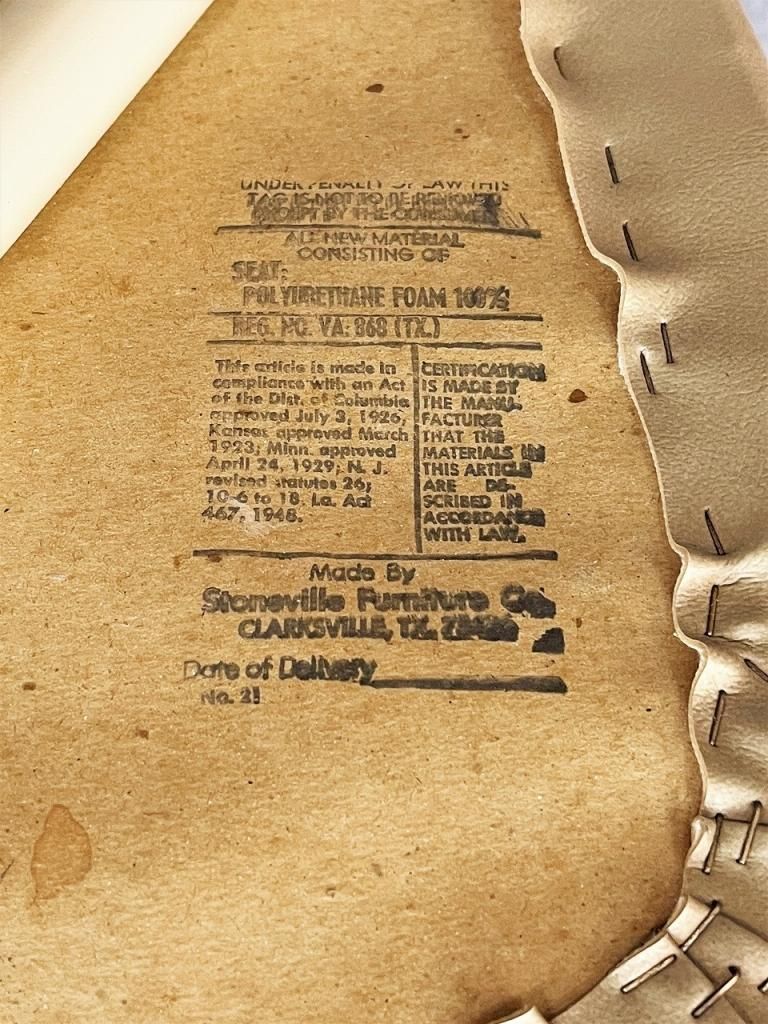 UNDER PENALTY OF LAW THIS
TAG IS NOT TO BE REMOVED
EXCEPT BY THE CONSUMER
ALL NEW MATERIAL
CONSISTING OF
SEAT:
POLYURETHANE FOAM 100%
REG. NO. VA: 868 (TX.)
This article is made in
compliance with an Act
of the Dist. of Columbia
approved July 3, 1926,
Kansas approved March
1923; Minn. approved
April 24, 1929; N. J.
revised statutes 26;
10-6 to 18. La. Act
467, 1948.
CERTIFICATION
IS MADE BY
THE MANU-
FACTURER
THAT THE
MATERIALS IN
THIS ARTICLE
ARE DE-
SCRIBED IN
ACCORDANCE
WITH LAW.
Made By
Stoneville Furniture Co.
CLARKSVILLE, TX.
Date of Delivery
No. 21